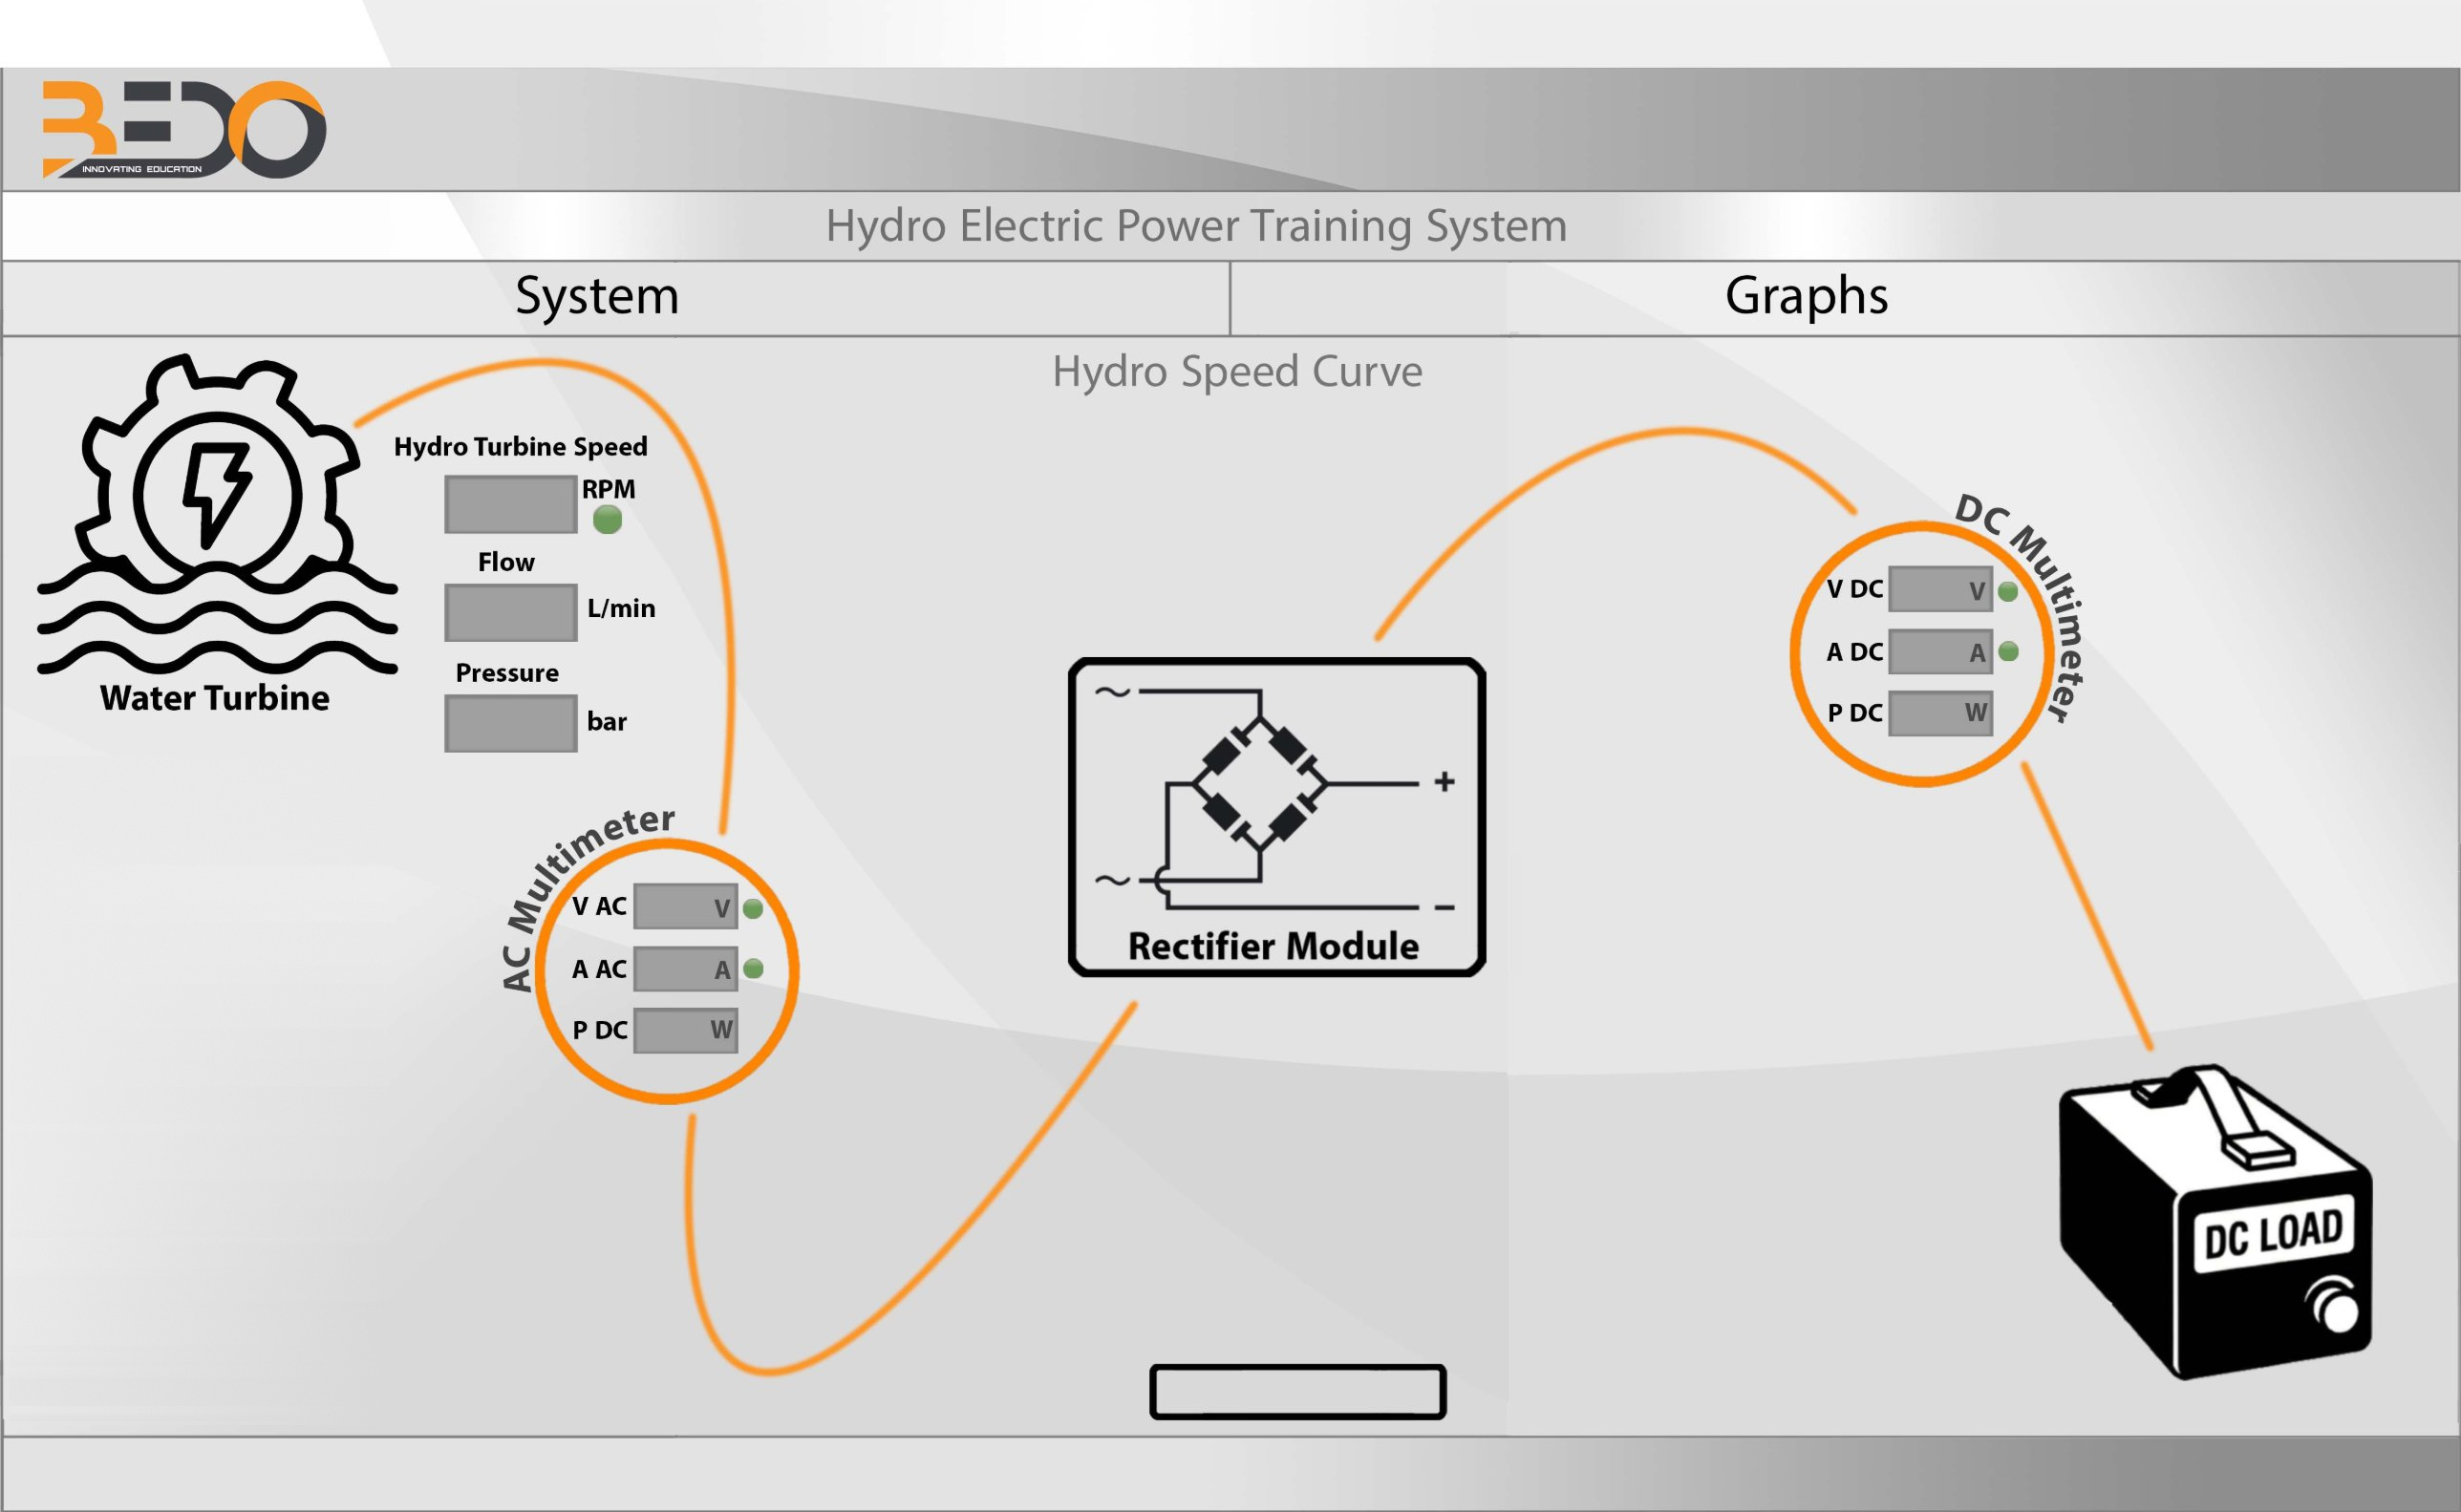 BEDO
INNOVATING EDUCATION
Hydro Electric Power Training System
System
Graphs
Hydro Speed Curve
Hydro Turbine Speed
RPM
Flow
L/min
Pressure
bar
Water Turbine
AC Multimeter
V AC V
A AC A
P DC W
~
+
~
−
Rectifier Module
DC Multimeter
V DC V
A DC A
P DC W
DC LOAD